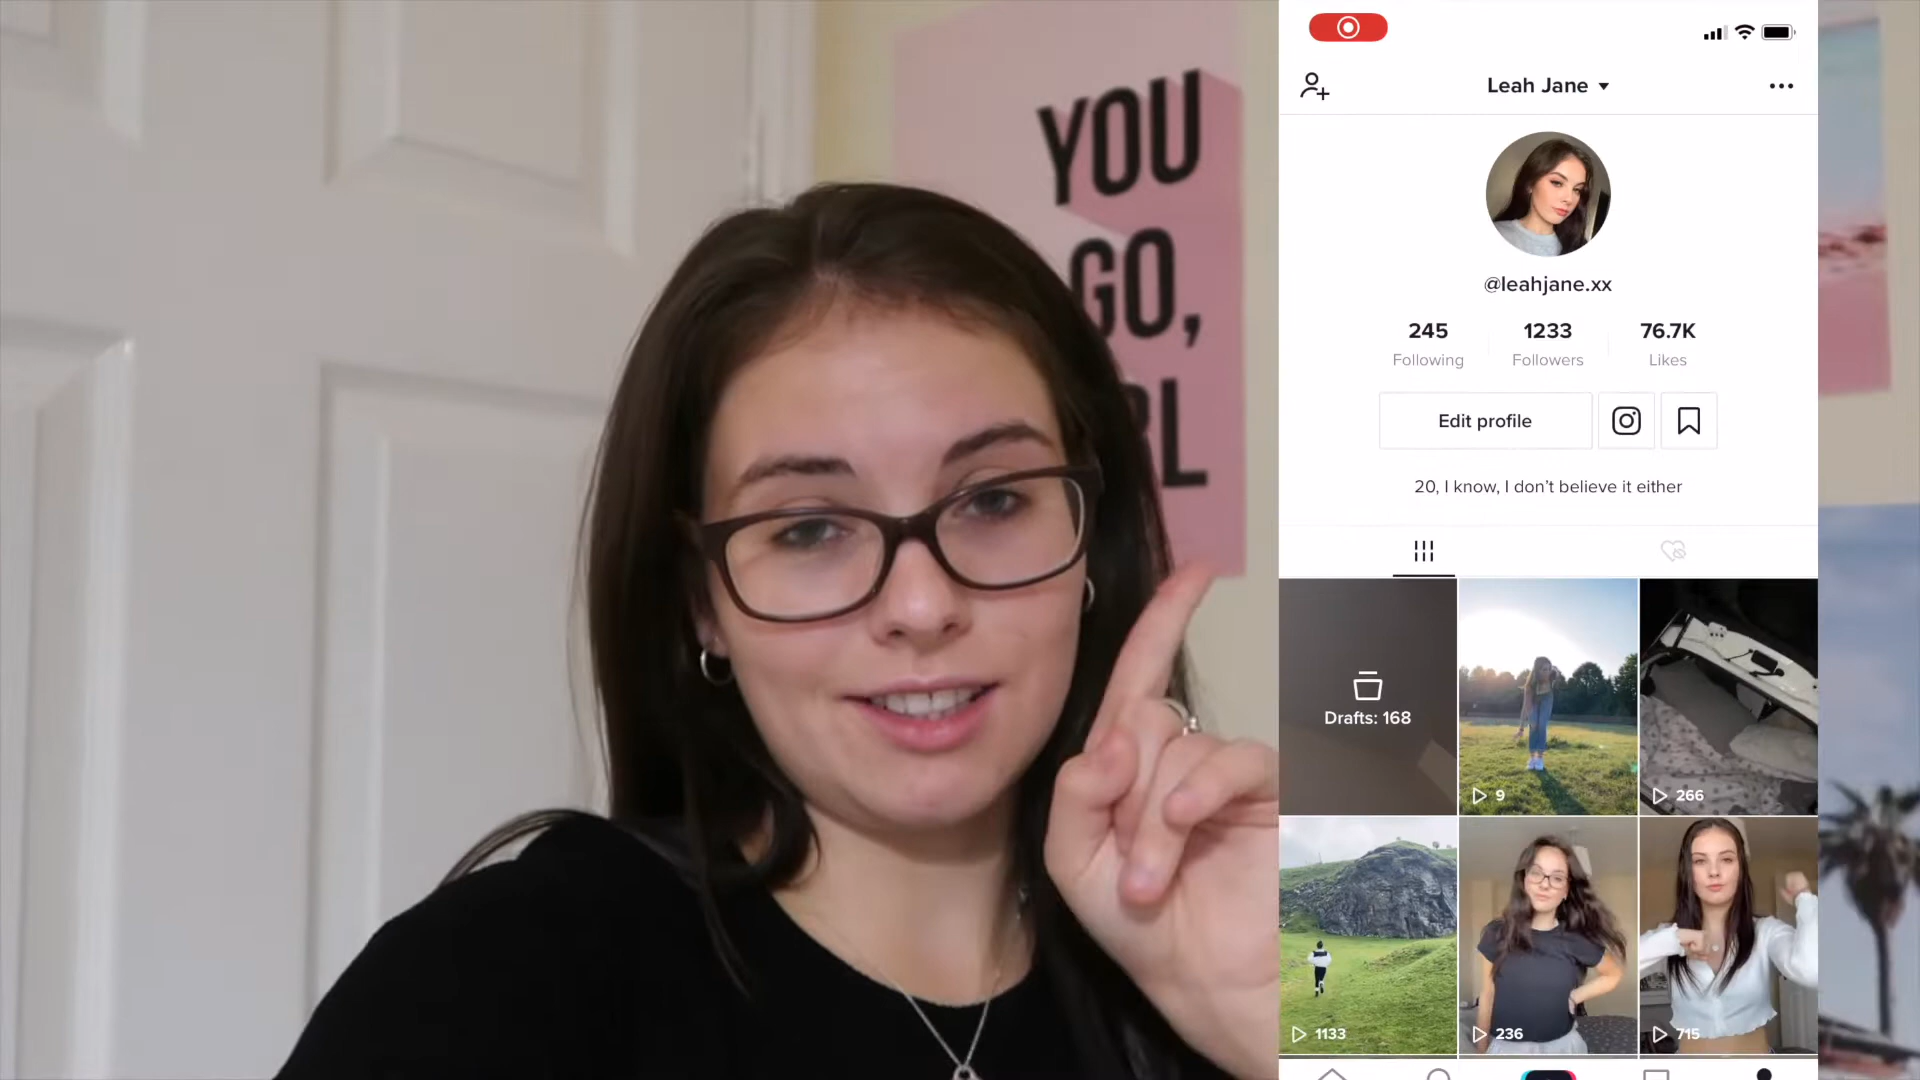 YOU
GO,
RL
Leah Jane
@leahjane.xx
245
1233
76.7K
Following
Followers
Likes
Edit profile
20, I know, I don't believe it either
Drafts: 168
9
266
1133
236
715